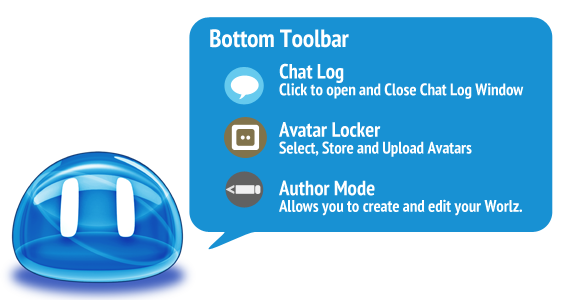 Bottom Toolbar
Chat Log
Click to open and Close Chat Log Window
Avatar Locker
Select, Store and Upload Avatars
Author Mode
Allows you to create and edit your Worlz.